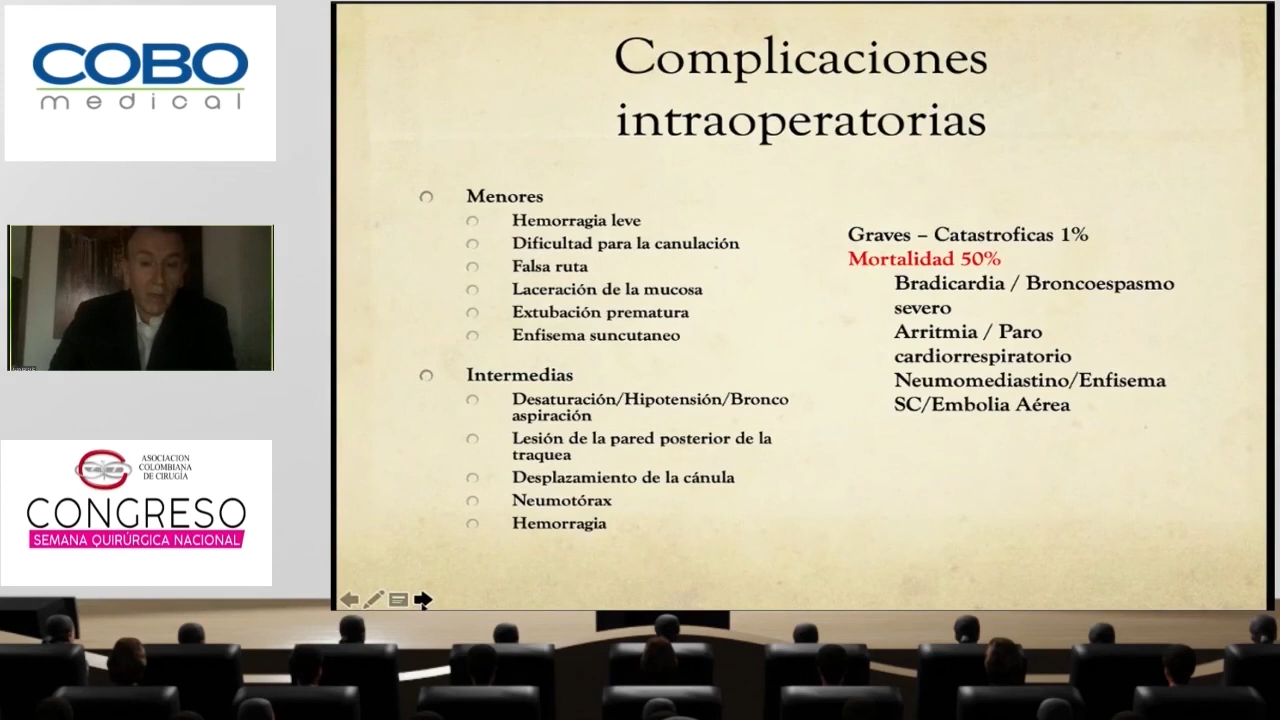 COBO
medical
ASOCIACION
COLOMBIANA
DE CIRUGÍA
CONGRESO
SEMANA QUIRÚRGICA NACIONAL
Complicaciones
intraoperatorias
Menores
Hemorragia leve
Dificultad para la canulación
Falsa ruta
Laceración de la mucosa
Extubación prematura
Enfisema suncutaneo
Intermedias
Desaturación/Hipotensión/Bronco
aspiración
Lesión de la pared posterior de la
traquea
Desplazamiento de la cánula
Neumotórax
Hemorragia
Graves – Catastroficas 1%
Mortalidad 50%
Bradicardia / Broncoespasmo
severo
Arritmia / Paro
cardiorrespiratorio
Neumomediastino/Enfisema
SC/Embolia Aérea